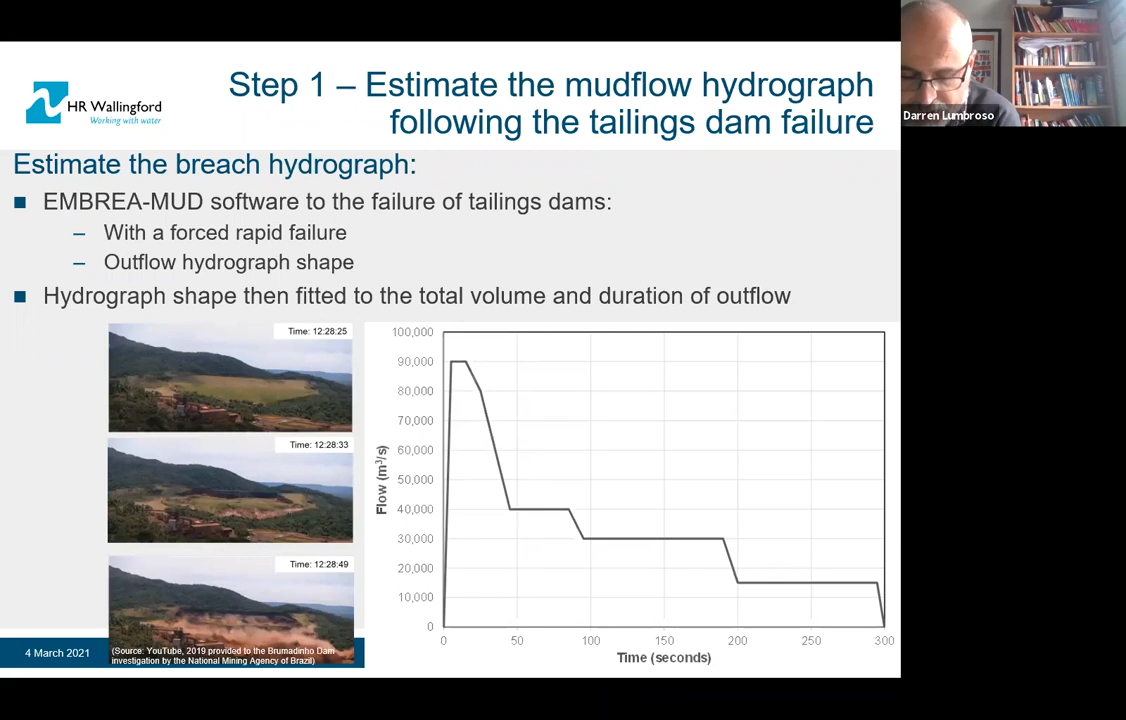 HR Wallingford
Working with water
Step 1 – Estimate the mudflow hydrograph
following the tailings dam failure
Darren Lumbroso
Estimate the breach hydrograph:
■ EMBREA-MUD software to the failure of tailings dams:
– With a forced rapid failure
– Outflow hydrograph shape
■ Hydrograph shape then fitted to the total volume and duration of outflow
Time: 12:28:25
Time: 12:28:33
Time: 12:28:49
(Source: YouTube, 2019 provided to the Brumadinho Dam
investigation by the National Mining Agency of Brazil)
4 March 2021
100,000
90,000
80,000
70,000
60,000
50,000
40,000
30,000
20,000
10,000
0
Flow (m³/s)
0 50 100 150 200 250 300
Time (seconds)